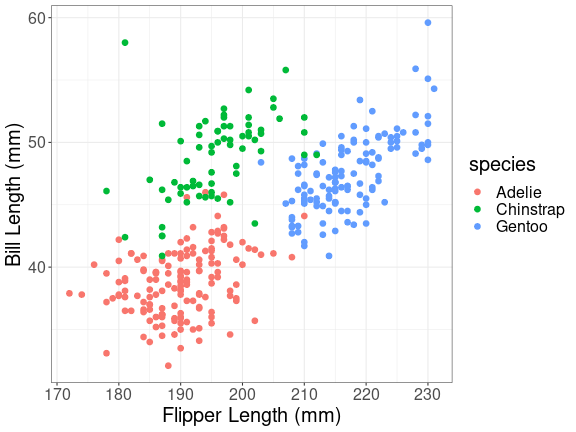 60
50
40
170 180 190 200 210 220 230
Flipper Length (mm)
Bill Length (mm)
species
Adelie
Chinstrap
Gentoo